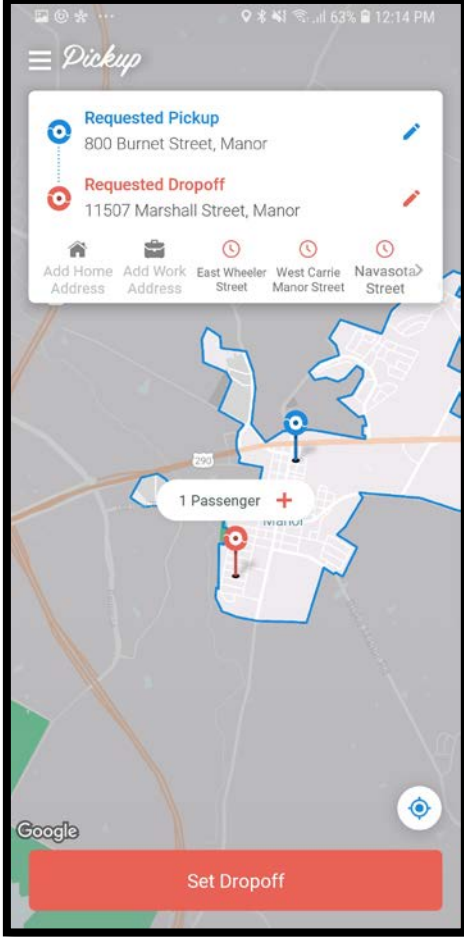 63% 12:14 PM
Pickup
Requested Pickup
800 Burnet Street, Manor
Requested Dropoff
11507 Marshall Street, Manor
Add Home Address
Add Work Address
East Wheeler Street
West Carrie Manor Street
Navasota Street
290
1 Passenger +
Manor
Google
Set Dropoff